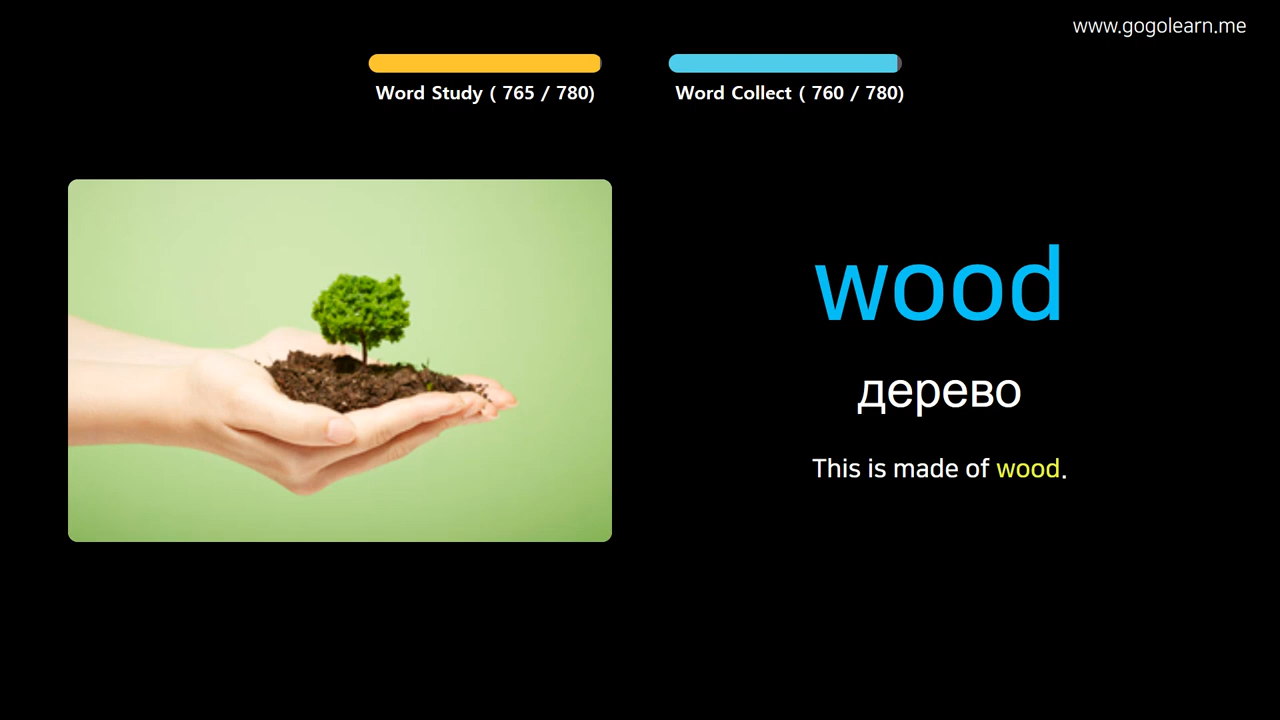 www.gogolearn.me
Word Study ( 765 / 780)
Word Collect ( 760 / 780)
wood
дерево
This is made of wood.